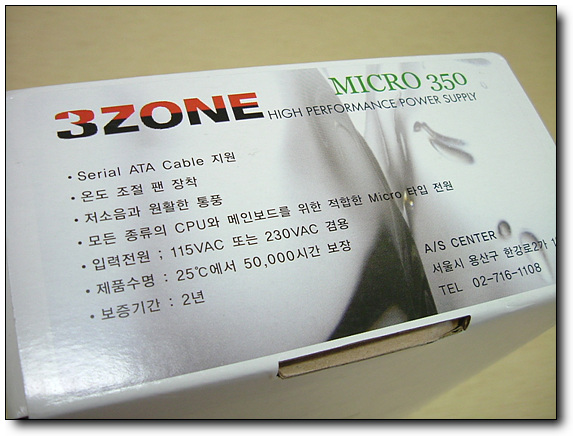 MICRO 350
3ZONE HIGH PERFORMANCE POWER SUPPLY
· Serial ATA Cable 지원
· 온도 조절 팬 장착
· 저소음과 원활한 통풍
· 모든 종류의 CPU와 메인보드를 위한 적합한 Micro 타입 전원
· 입력전원 ; 115VAC 또는 230VAC 겸용
· 제품수명 : 25℃에서 50,000시간 보장
· 보증기간 : 2년
A/S CENTER
서울시 용산구 한강로2가 1
TEL 02-716-1108